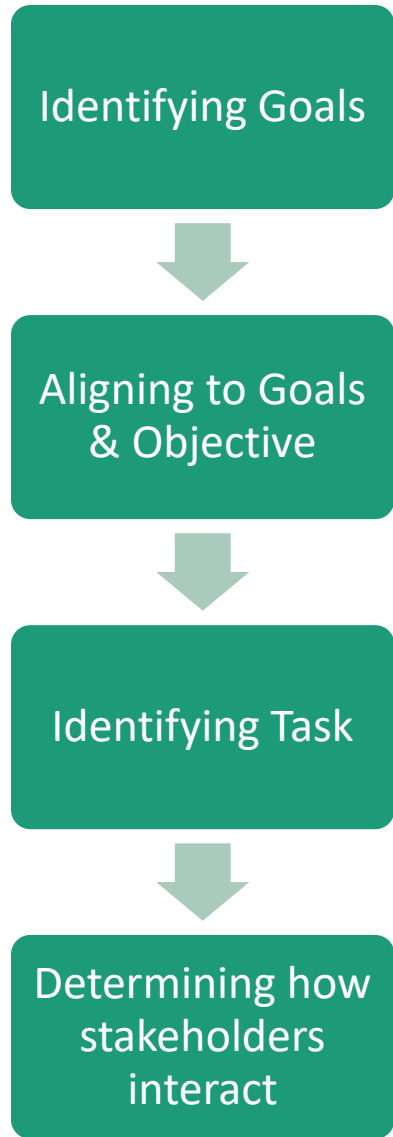 Identifying Goals
Aligning to Goals
& Objective
Identifying Task
Determining how
stakeholders
interact